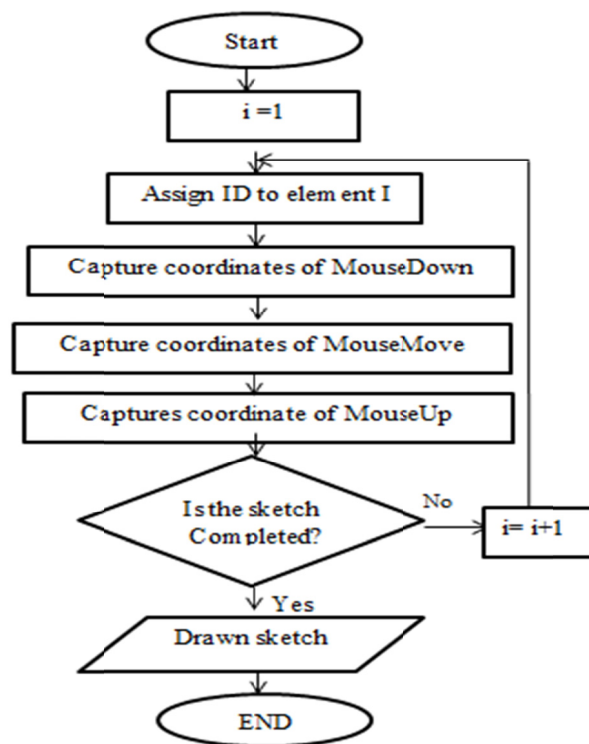 Start
i =1
Assign ID to element I
Capture coordinates of MouseDown
Capture coordinates of MouseMove
Captures coordinate of MouseUp
Is the sketch
Completed?
No
i= i+1
Yes
Drawn sketch
END